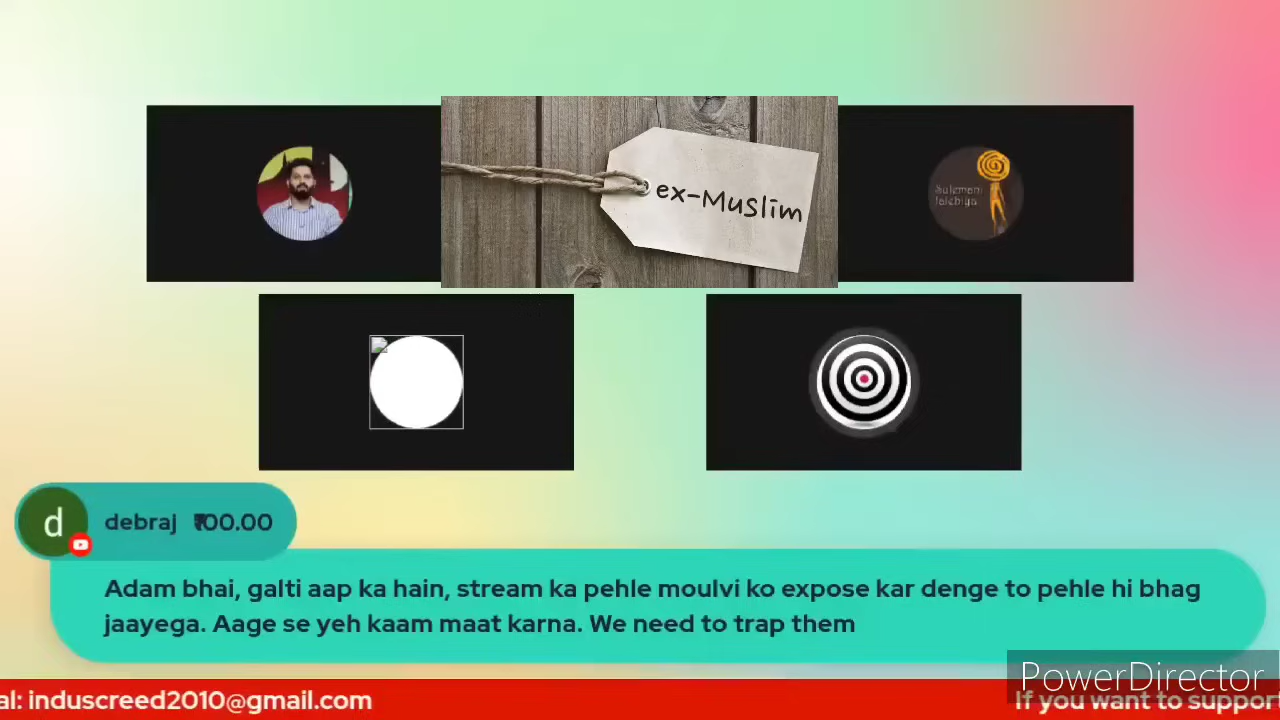 ex-Muslim
Sulemani
d
debraj ₹100.00
Adam bhai, galti aap ka hain, stream ka pehle moulvi ko expose kar denge to pehle hi bhag
jaayega. Aage se yeh kaam maat karna. We need to trap them
PowerDirector
al: induscreed2010@gmail.com
If you want to support